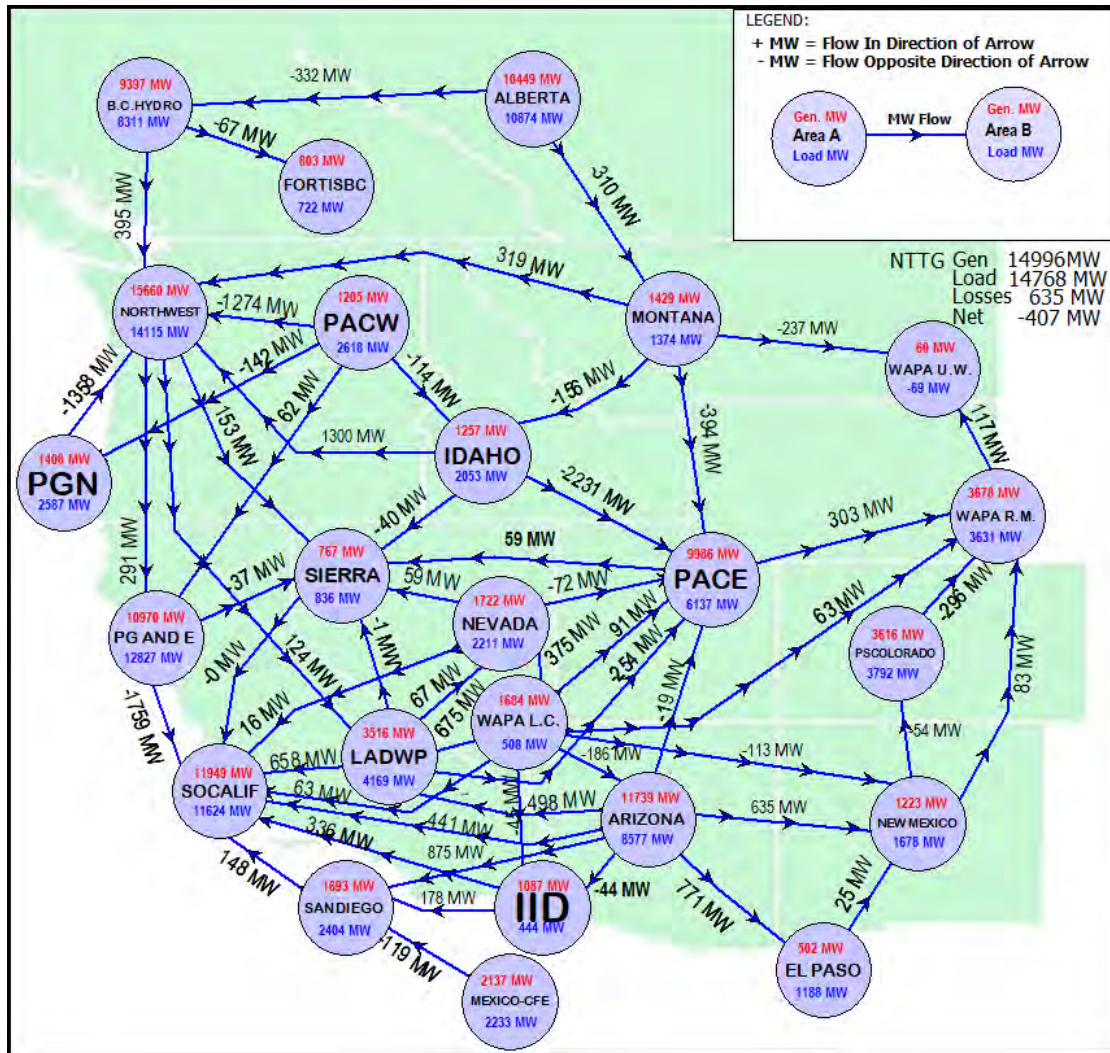 LEGEND:
+ MW = Flow In Direction of Arrow
- MW = Flow Opposite Direction of Arrow
Gen. MW
Area A
Load MW
MW Flow
Gen. MW
Area B
Load MW
9397 MW
B.C.HYDRO
8311 MW
-332 MW
10449 MW
ALBERTA
10874 MW
-67 MW
803 MW
FORTISBC
722 MW
-310 MW
395 MW
319 MW
NTTG Gen 14996MW
Load 14768 MW
Losses 635 MW
Net -407 MW
15660 MW
NORTHWEST
14115 MW
-1274 MW
1205 MW
PACW
2618 MW
1429 MW
MONTANA
1374 MW
-237 MW
60 MW
WAPA U.W.
-69 MW
-142 MW
-114 MW
-156 MW
-1358 MW
62 MW
153 MW
-394 MW
117 MW
1408 MW
PGN
2587 MW
1300 MW
1257 MW
IDAHO
2053 MW
-2231 MW
3678 MW
WAPA R.M.
3631 MW
303 MW
-40 MW
291 MW
59 MW
767 MW
SIERRA
836 MW
9986 MW
PACE
6137 MW
37 MW
59 MW
-72 MW
1722 MW
NEVADA
2211 MW
10970 MW
PG AND E
12827 MW
375 MW
91 MW
63 MW
-296 MW
3616 MW
PSCOLORADO
3792 MW
-0 MW
124 MW
-1 MW
-254 MW
-19 MW
83 MW
16 MW
67 MW
675 MW
1684 MW
WAPA L.C.
508 MW
-1759 MW
3516 MW
LADWP
4169 MW
-186 MW
-113 MW
-54 MW
658 MW
11949 MW
SOCALIF
11624 MW
63 MW
-45 MW
498 MW
11739 MW
ARIZONA
8577 MW
635 MW
1223 MW
NEW MEXICO
1678 MW
-441 MW
336 MW
875 MW
148 MW
1693 MW
SANDIEGO
2404 MW
178 MW
1087 MW
IID
444 MW
-44 MW
771 MW
25 MW
-119 MW
502 MW
EL PASO
1188 MW
2137 MW
MEXICO-CFE
2233 MW